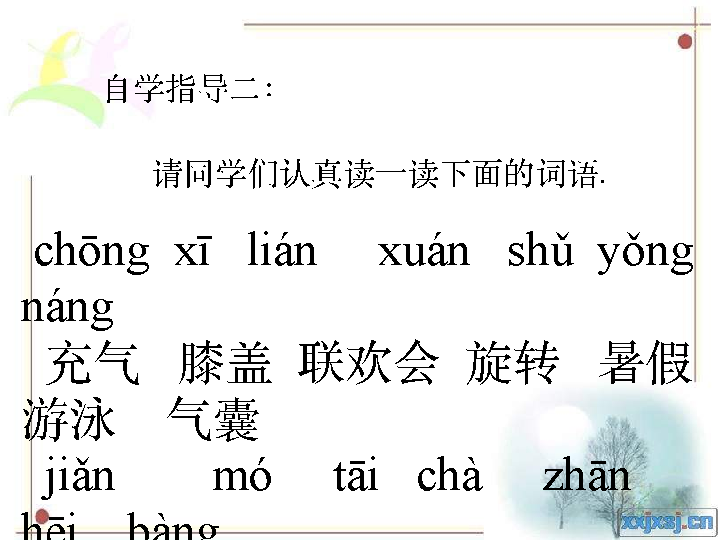 自学指导二：
请同学们认真读一读下面的词语.
chōng xī lián xuán shǔ yǒng
náng
充气 膝盖 联欢会 旋转 暑假
游泳 气囊
jiǎn mó tāi chà zhān
hēi bàng
xxjxsj.cn